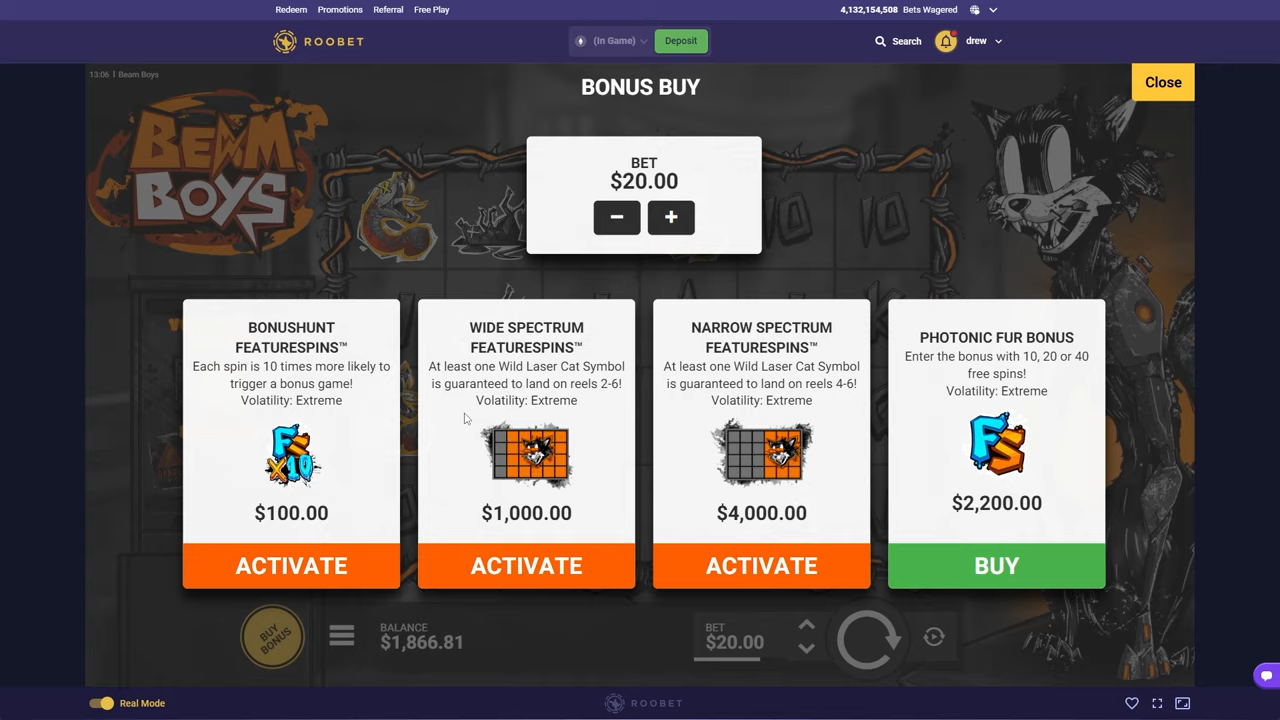 Redeem Promotions Referral Free Play
4,132,154,508 Bets Wagered
ROOBET
(In Game)
Deposit
Search
drew
13:06 | Beam Boys
BONUS BUY
Close
BEAM
BOYS
BET
$20.00
− +
10 10
BONUSHUNT
FEATURESPINS™
Each spin is 10 times more likely to
trigger a bonus game!
Volatility: Extreme
FS
x10
$100.00
ACTIVATE
WIDE SPECTRUM
FEATURESPINS™
At least one Wild Laser Cat Symbol
is guaranteed to land on reels 2-6!
Volatility: Extreme
$1,000.00
ACTIVATE
NARROW SPECTRUM
FEATURESPINS™
At least one Wild Laser Cat Symbol
is guaranteed to land on reels 4-6!
Volatility: Extreme
$4,000.00
ACTIVATE
PHOTONIC FUR BONUS
Enter the bonus with 10, 20 or 40
free spins!
Volatility: Extreme
FS
$2,200.00
BUY
BUY
BONUS
BALANCE
$1,866.81
BET
$20.00
Real Mode
ROOBET